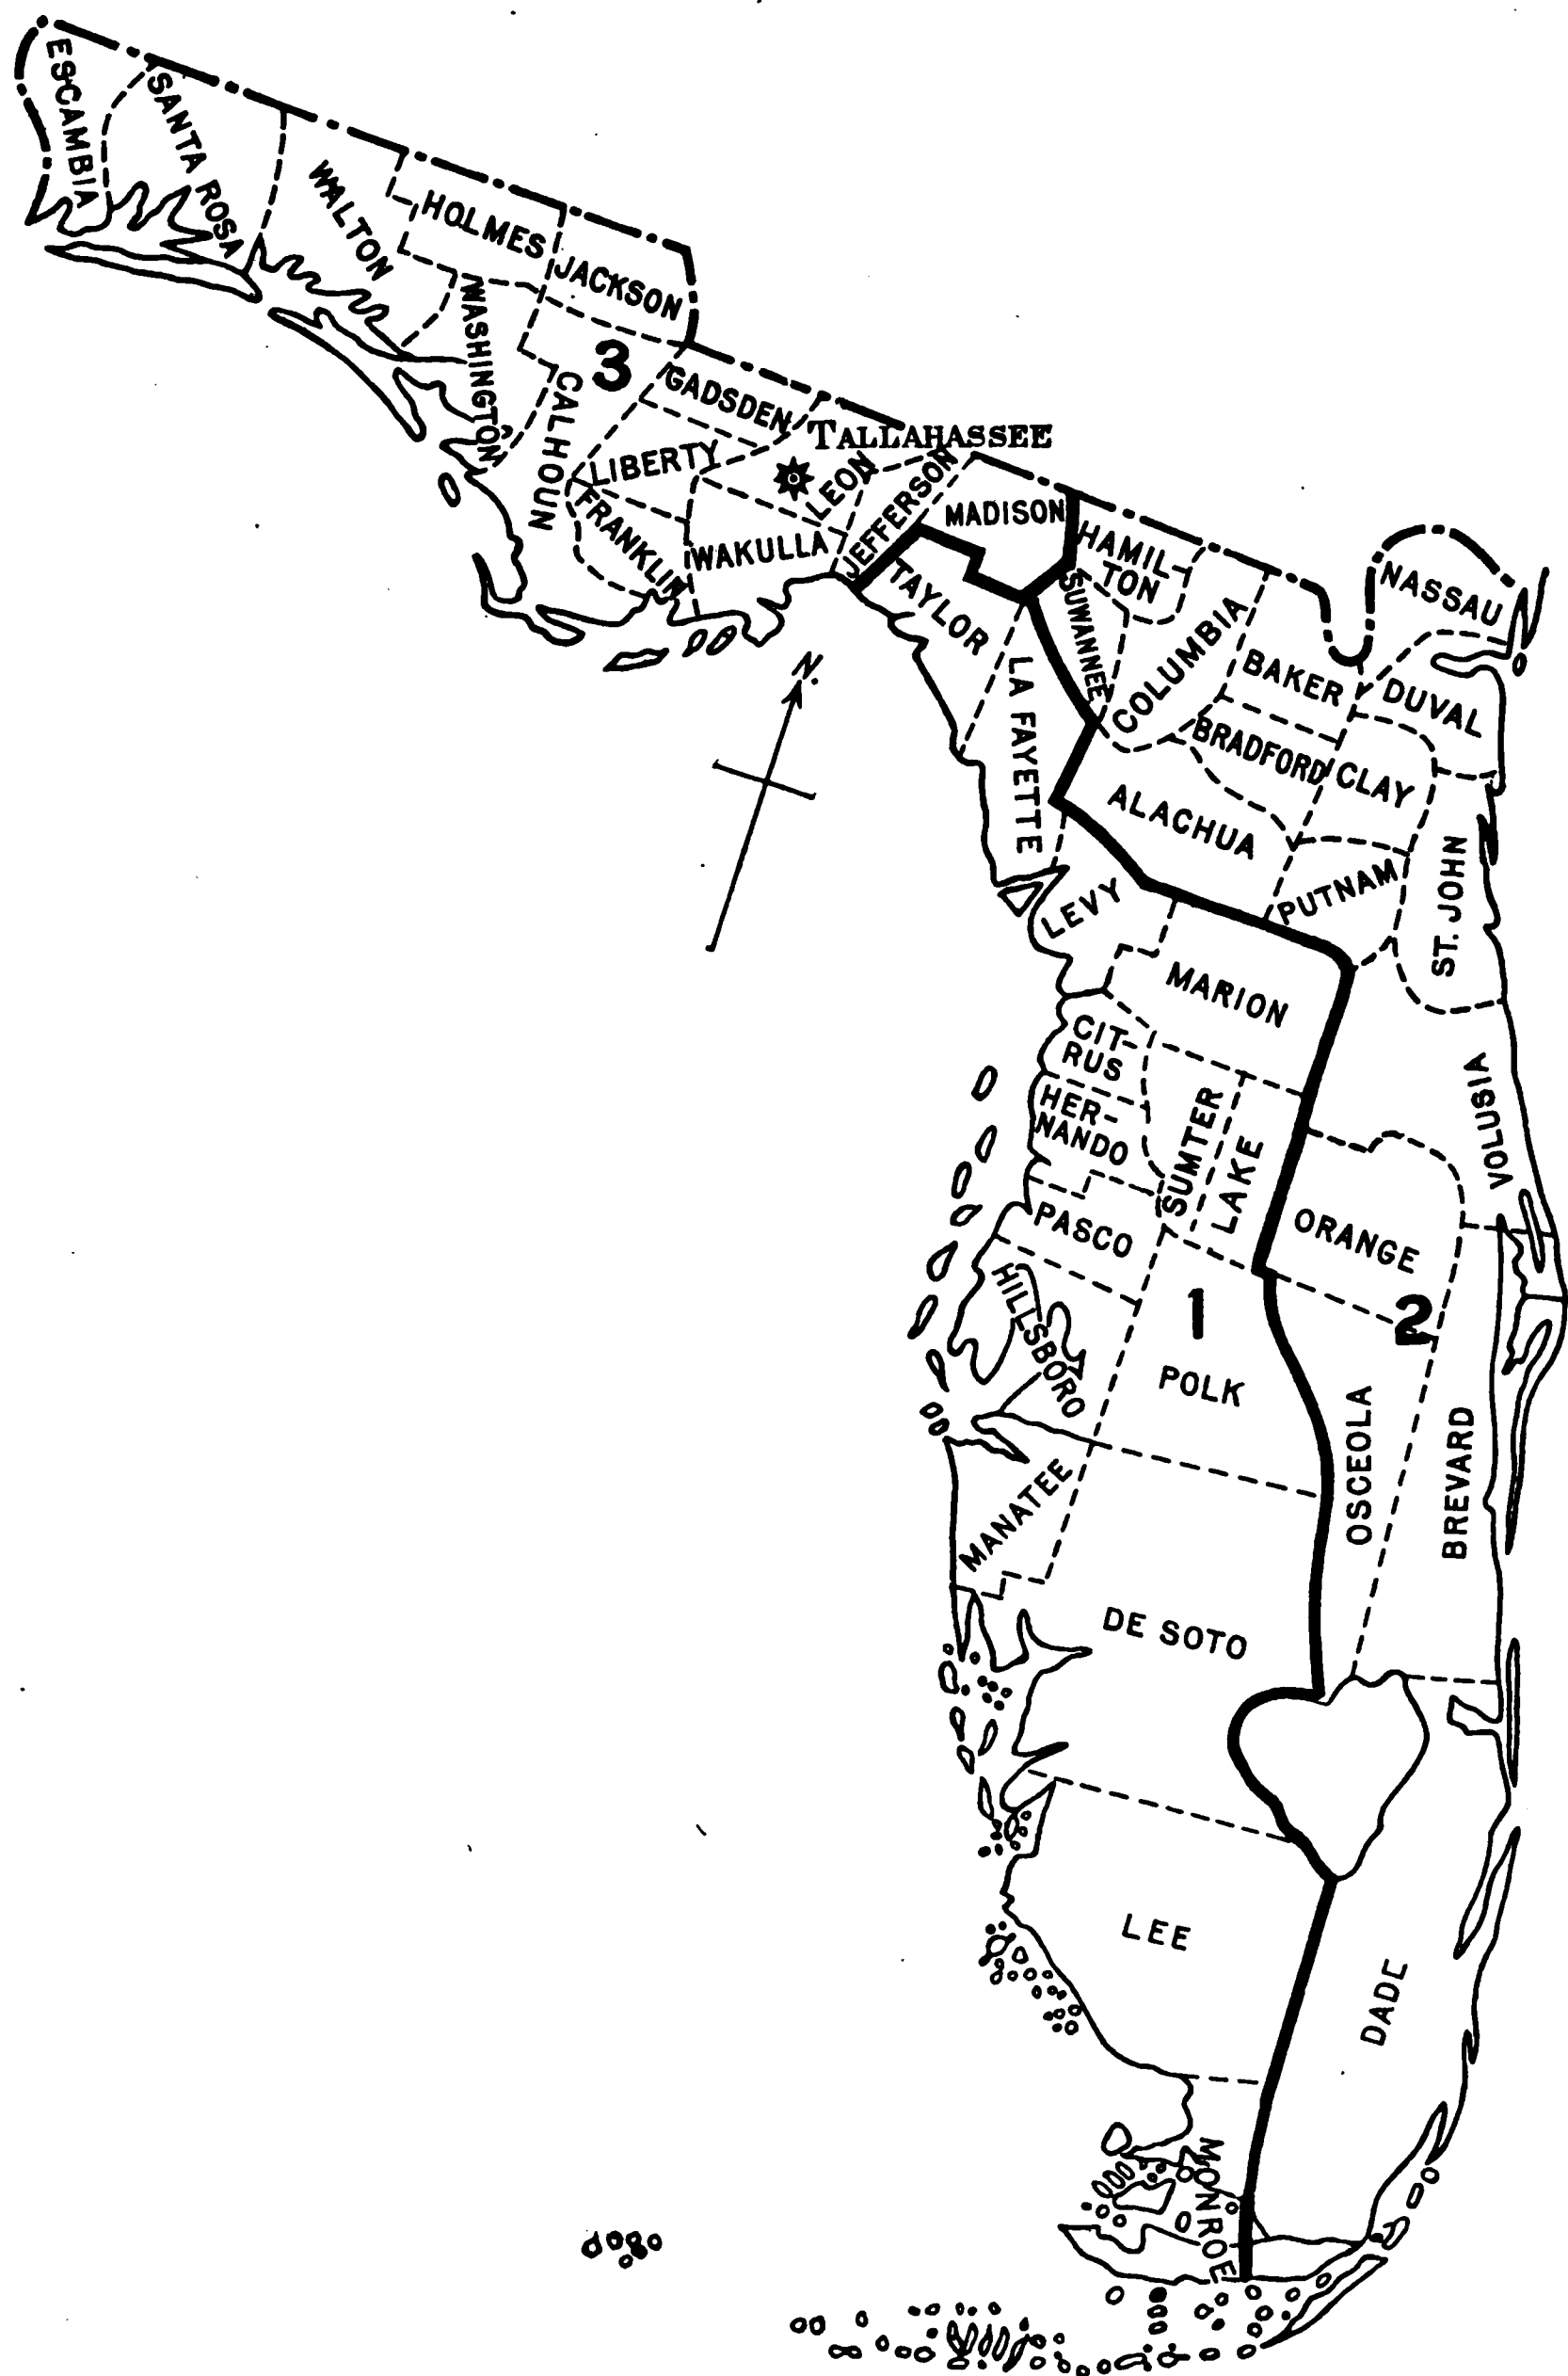 ESCAMBIA
SANTA ROSA
WALTON
HOLMES
JACKSON
WASHINGTON
3
CALHOUN
GADSDEN
TALLAHASSEE
LIBERTY
LEON
JEFFERSON
FRANKLIN
WAKULLA
MADISON
HAMIL-
TON
TAYLOR
SUWANNEE
NASSAU
COLUMBIA
LA FAYETTE
BAKER
DUVAL
N.
BRADFORD
CLAY
ALACHUA
PUTNAM
ST. JOHN
LEVY
MARION
CIT-
RUS
HER-
NANDO
SUMTER
LAKE
VOLUSIA
PASCO
ORANGE
HILLSBORO
1
2
POLK
OSCEOLA
BREVARD
MANATEE
DE SOTO
LEE
DADE
MONROE